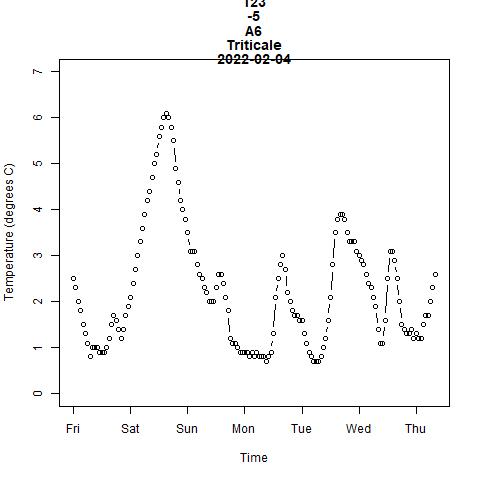 123
-5
A6
Triticale
2022-02-04
Temperature (degrees C)
7
6
5
4
3
2
1
0
Fri Sat Sun Mon Tue Wed Thu
Time